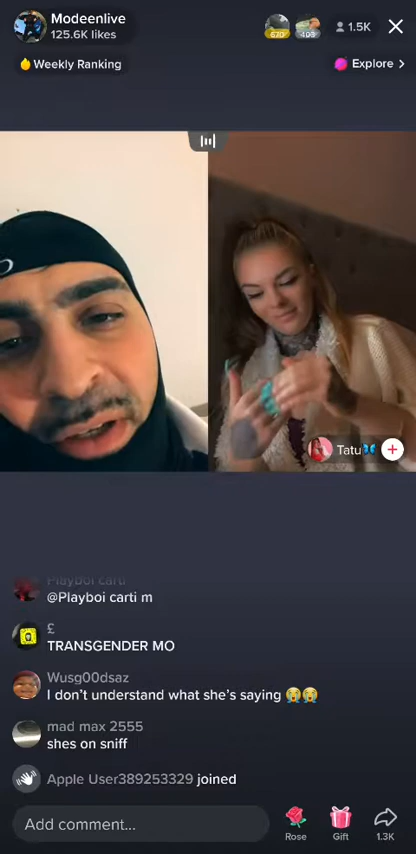 Modeenlive
125.6K likes
670
406
1.5K
Weekly Ranking
Explore >
Tatu🦋
Playboi carti
@Playboi carti m
£
TRANSGENDER MO
Wusg00dsaz
I don't understand what she's saying 😭😭
mad max 2555
shes on sniff
Apple User389253329 joined
Add comment...
Rose
Gift
1.3K